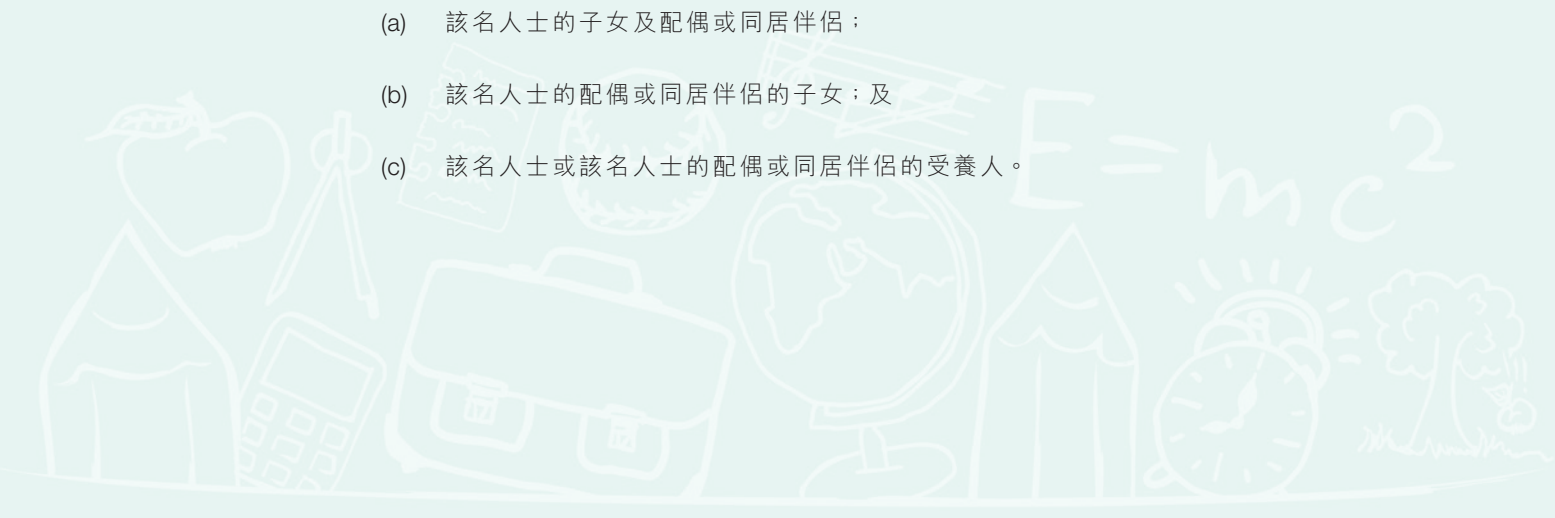 (a) 該名人士的子女及配偶或同居伴侶；
(b) 該名人士的配偶或同居伴侶的子女；及
(c) 該名人士或該名人士的配偶或同居伴侶的受養人。
E=mc²